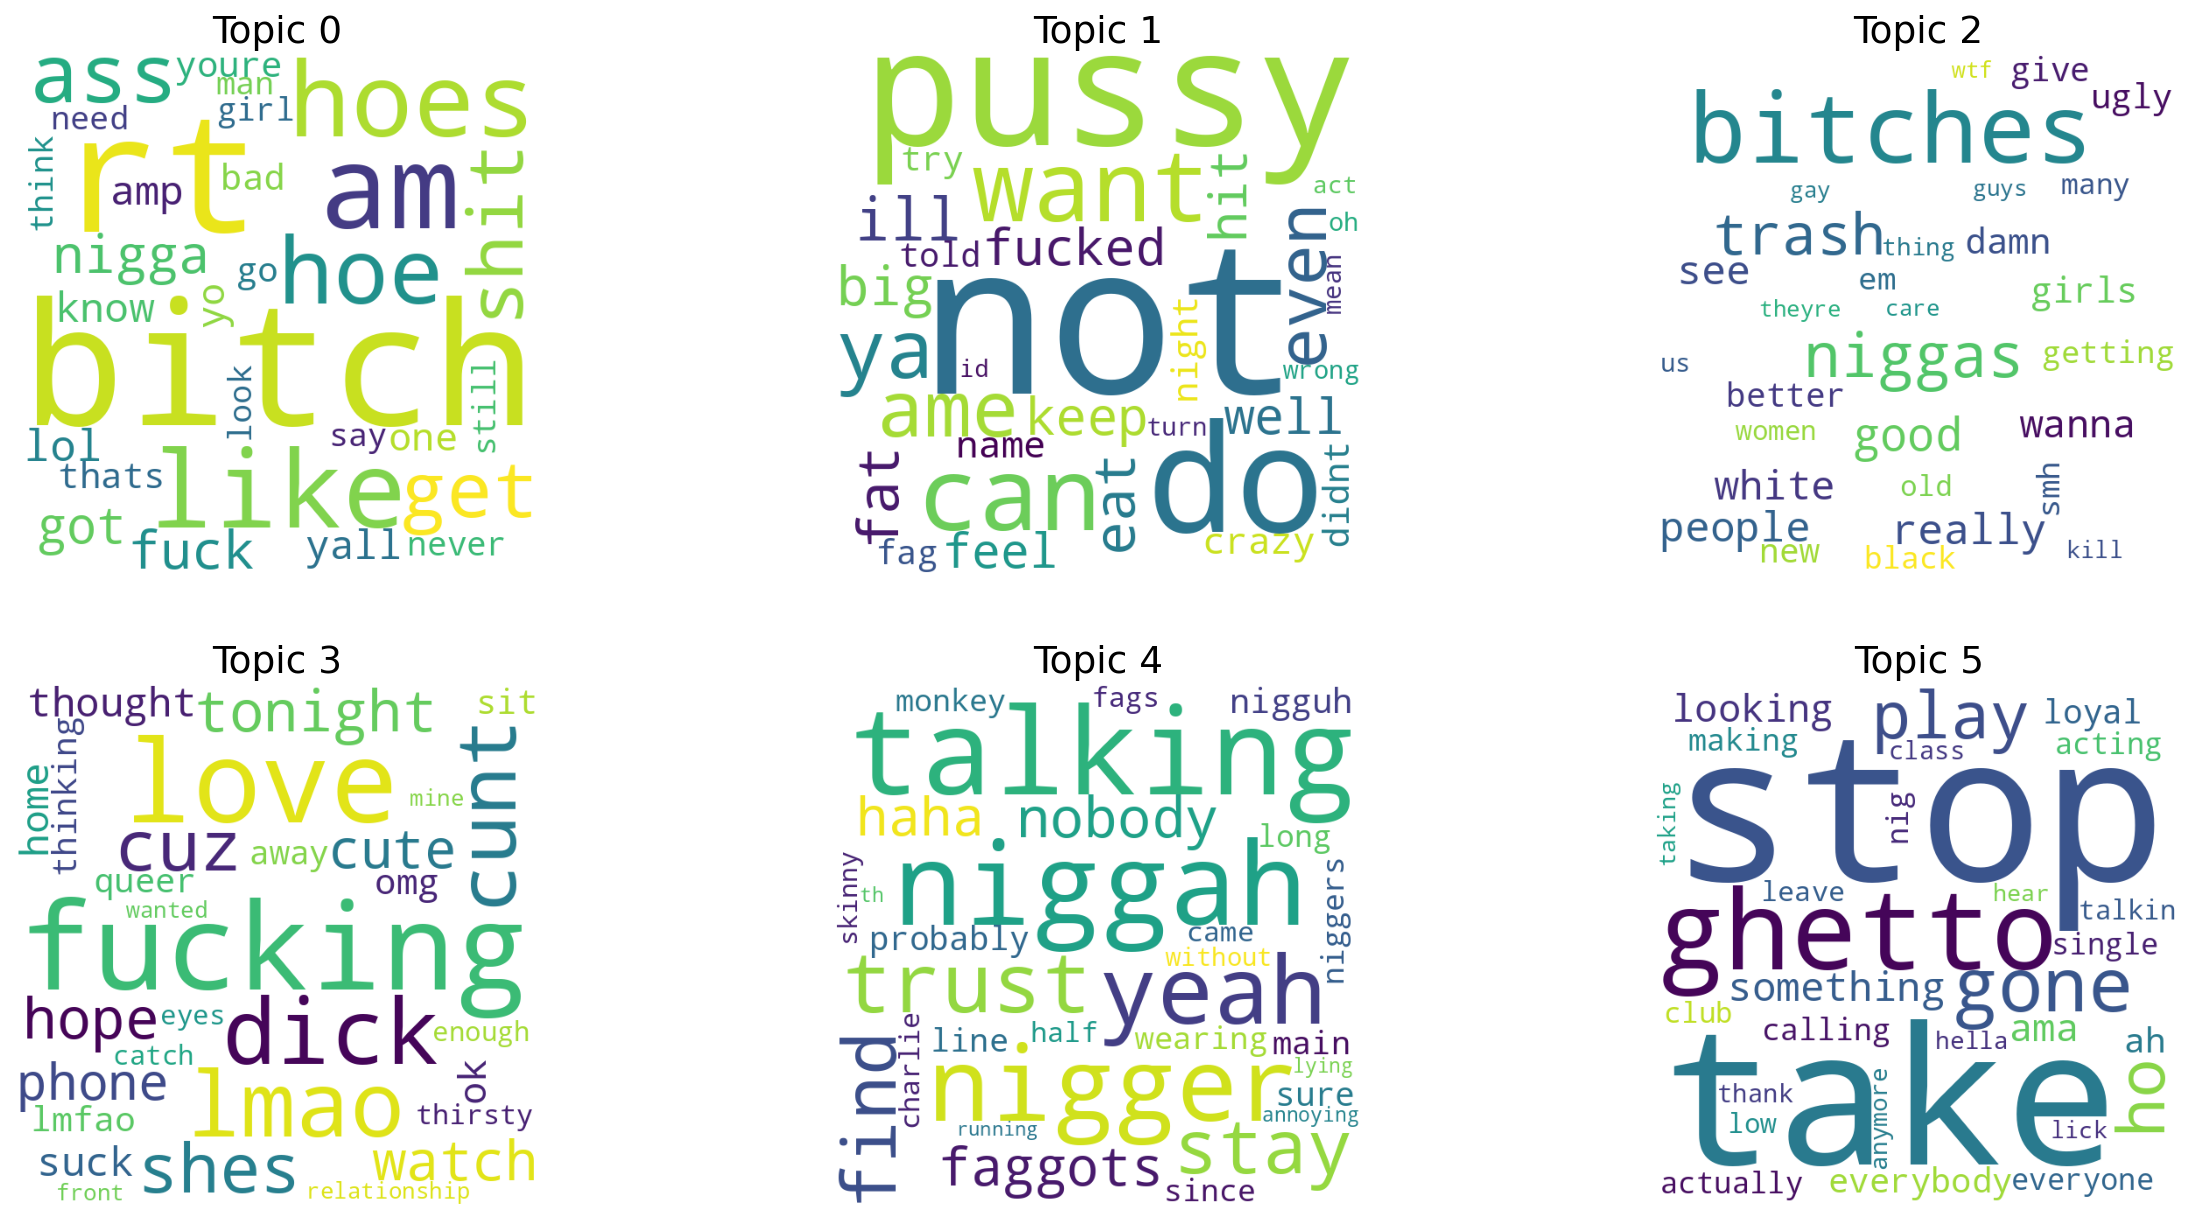 Topic 0
ass
youre
man
hoes
need
girl
rt
am
shits
think
amp
bad
nigga
go
hoe
know
yo
bitch
look
still
lol
say
one
thats
like
get
got
fuck
yall
never
Topic 1
pussy
try
want
hit
act
ill
oh
told
fucked
even
big
not
mean
ya
id
night
wrong
ame
keep
turn
well
name
do
fat
can
eat
didnt
fag
feel
crazy
Topic 2
wtf
give
ugly
bitches
gay
guys
many
trash
thing
damn
see
em
girls
theyre
care
us
niggas
getting
better
women
good
wanna
white
old
smh
people
really
new
black
kill
Topic 3
thought
tonight
sit
thinking
love
cunt
home
mine
cuz
away
cute
queer
omg
wanted
fucking
hope
eyes
dick
enough
catch
phone
ok
lmfao
lmao
thirsty
suck
shes
watch
front
relationship
Topic 4
monkey
fags
nigguh
talking
haha
nobody
long
skinny
th
niggah
niggers
probably
came
without
trust
yeah
charlie
line
half
wearing
main
find
nigger
lying
sure
annoying
running
stay
faggots
since
Topic 5
looking
play
loyal
making
class
acting
taking
stop
nig
leave
hear
talkin
ghetto
single
something
gone
club
calling
hella
ama
ah
take
thank
ho
low
anymore
lick
actually
everybody
everyone